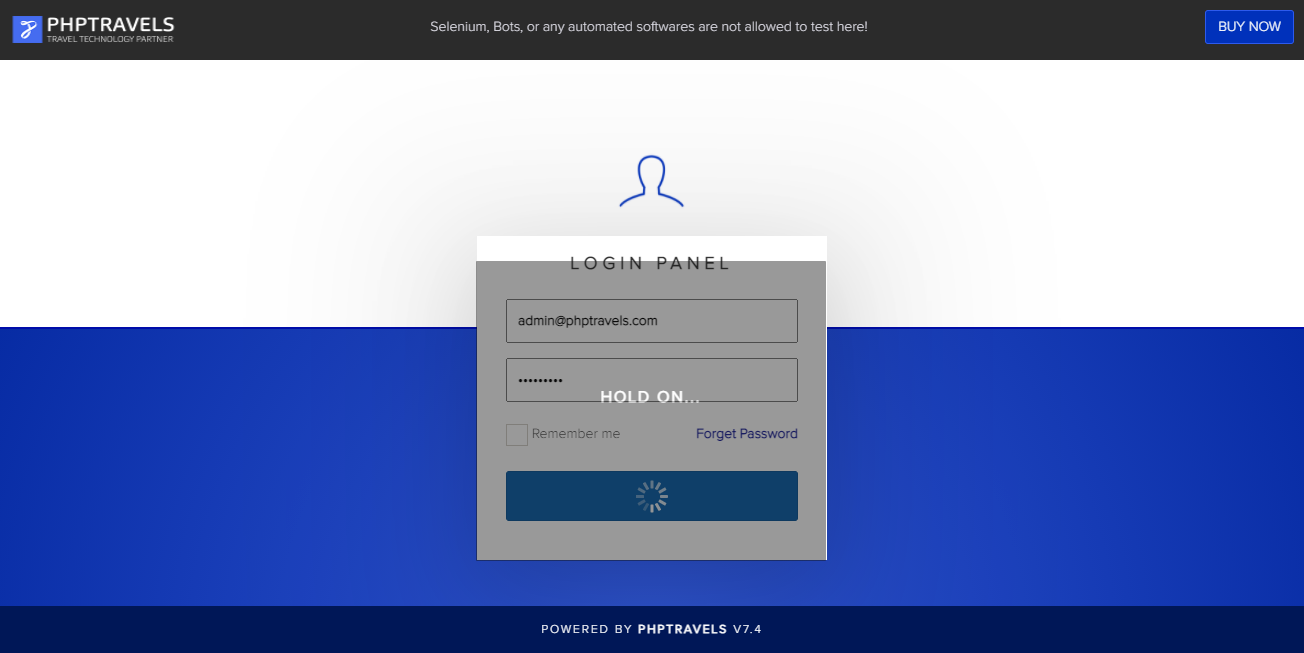 PHPTRAVELS
TRAVEL TECHNOLOGY PARTNER
Selenium, Bots, or any automated softwares are not allowed to test here!
BUY NOW
LOGIN PANEL
admin@phptravels.com
•••••••••
HOLD ON...
Remember me
Forget Password
POWERED BY PHPTRAVELS V7.4